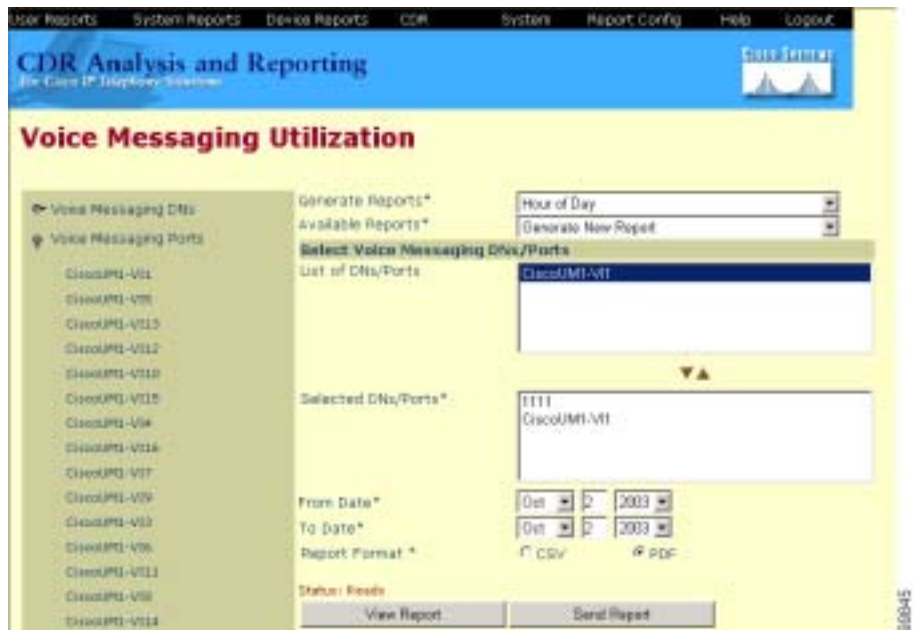 User Reports System Reports Device Reports CDR System Report Config Help Logout
CDR Analysis and Reporting
For Cisco IP Telephony Solutions
Cisco Systems
Voice Messaging Utilization
Voice Messaging DNs
Voice Messaging Ports
CiscoUM1-VI1
CiscoUM1-VI13
CiscoUM1-VI12
CiscoUM1-VI10
CiscoUM1-VI15
CiscoUM1-VI4
CiscoUM1-VI16
CiscoUM1-VI7
CiscoUM1-VI9
CiscoUM1-VI3
CiscoUM1-VI6
CiscoUM1-VI11
CiscoUM1-VI8
CiscoUM1-VI14
Generate Reports* Hour of Day
Available Reports* Generate New Report
Select Voice Messaging DNs/Ports
List of DNs/Ports CiscoUM1-VI1
Selected DNs/Ports* 1111
CiscoUM1-VI1
From Date* Oct 2 2003
To Date* Oct 2 2003
Report Format * CSV PDF
Status: Ready
View Report Send Report